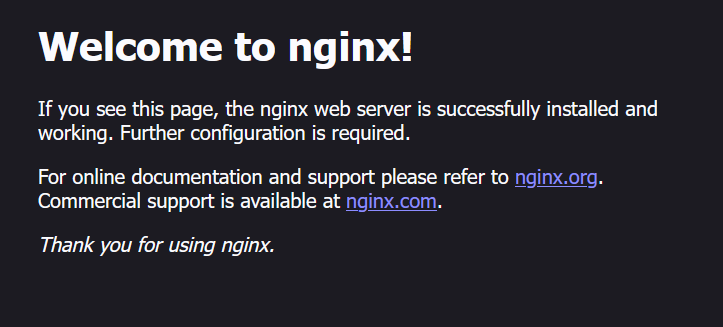 Welcome to nginx!
If you see this page, the nginx web server is successfully installed and
working. Further configuration is required.
For online documentation and support please refer to nginx.org.
Commercial support is available at nginx.com.
Thank you for using nginx.